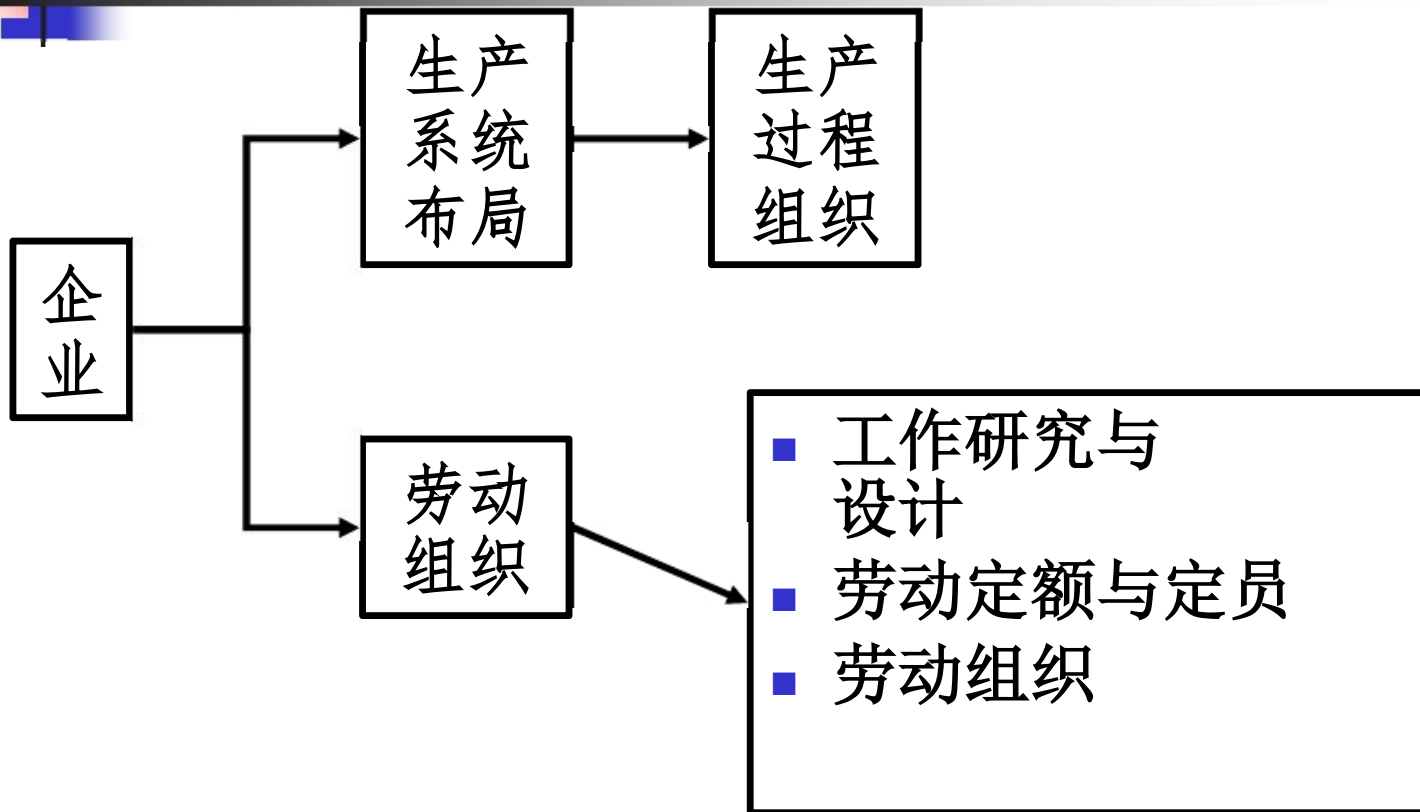 生产
系统
布局
生产
过程
组织
企
业
劳动
组织
工作研究与
设计
劳动定额与定员
劳动组织